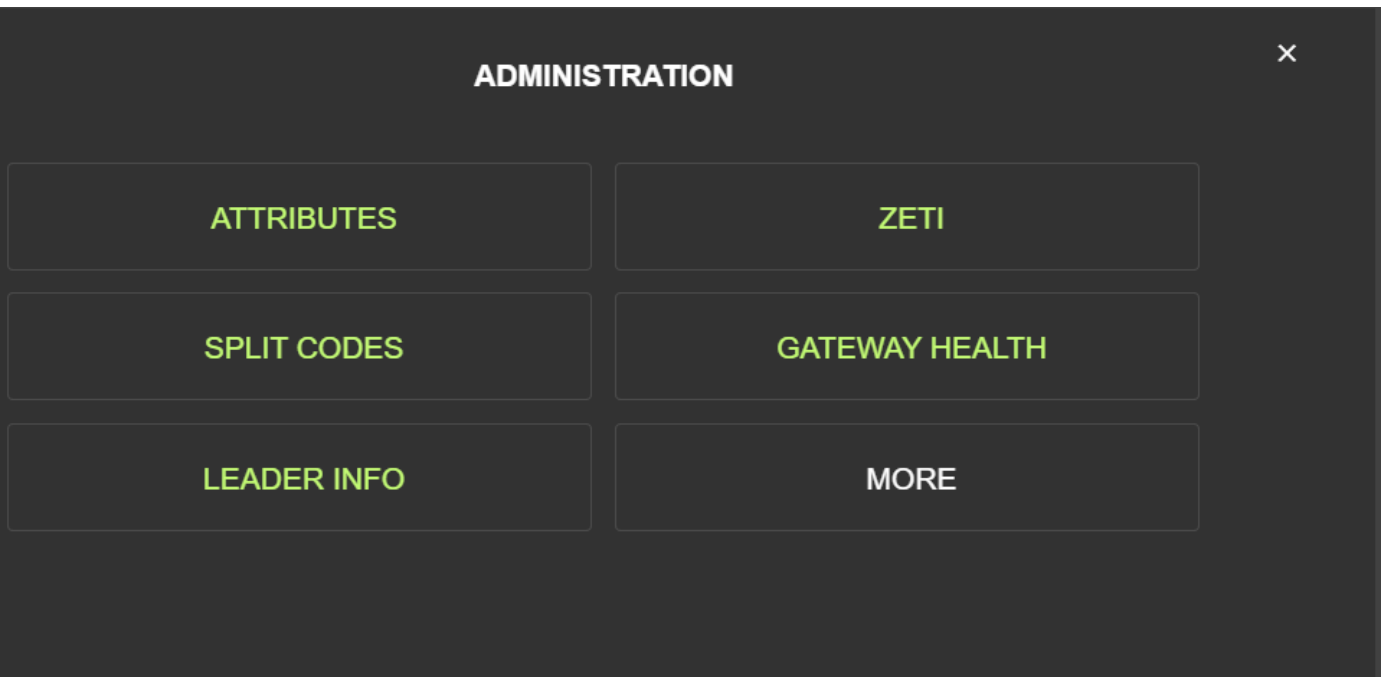 ADMINISTRATION
×
ATTRIBUTES
ZETI
SPLIT CODES
GATEWAY HEALTH
LEADER INFO
MORE